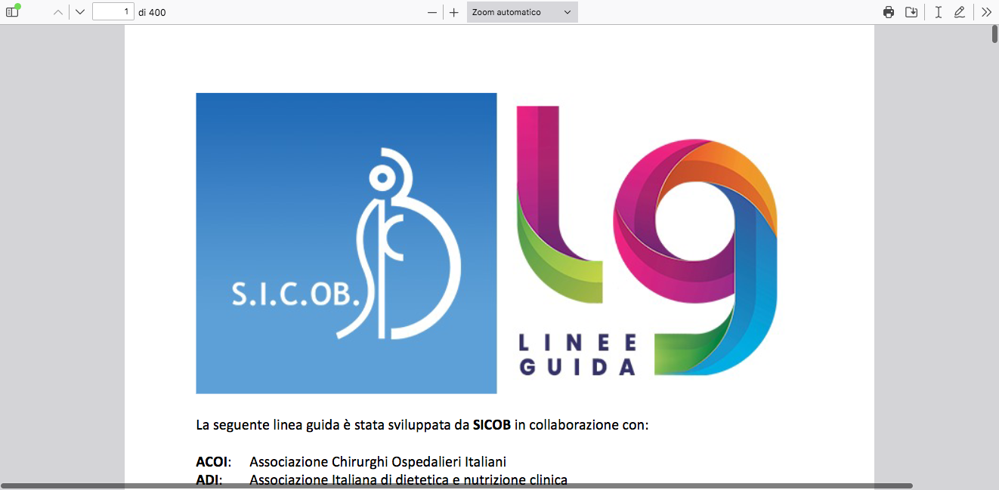 1 di 400 Zoom automatico
S.I.C.OB.
LINEE
GUIDA
La seguente linea guida è stata sviluppata da SICOB in collaborazione con:
ACOI: Associazione Chirurghi Ospedalieri Italiani
ADI: Associazione Italiana di dietetica e nutrizione clinica